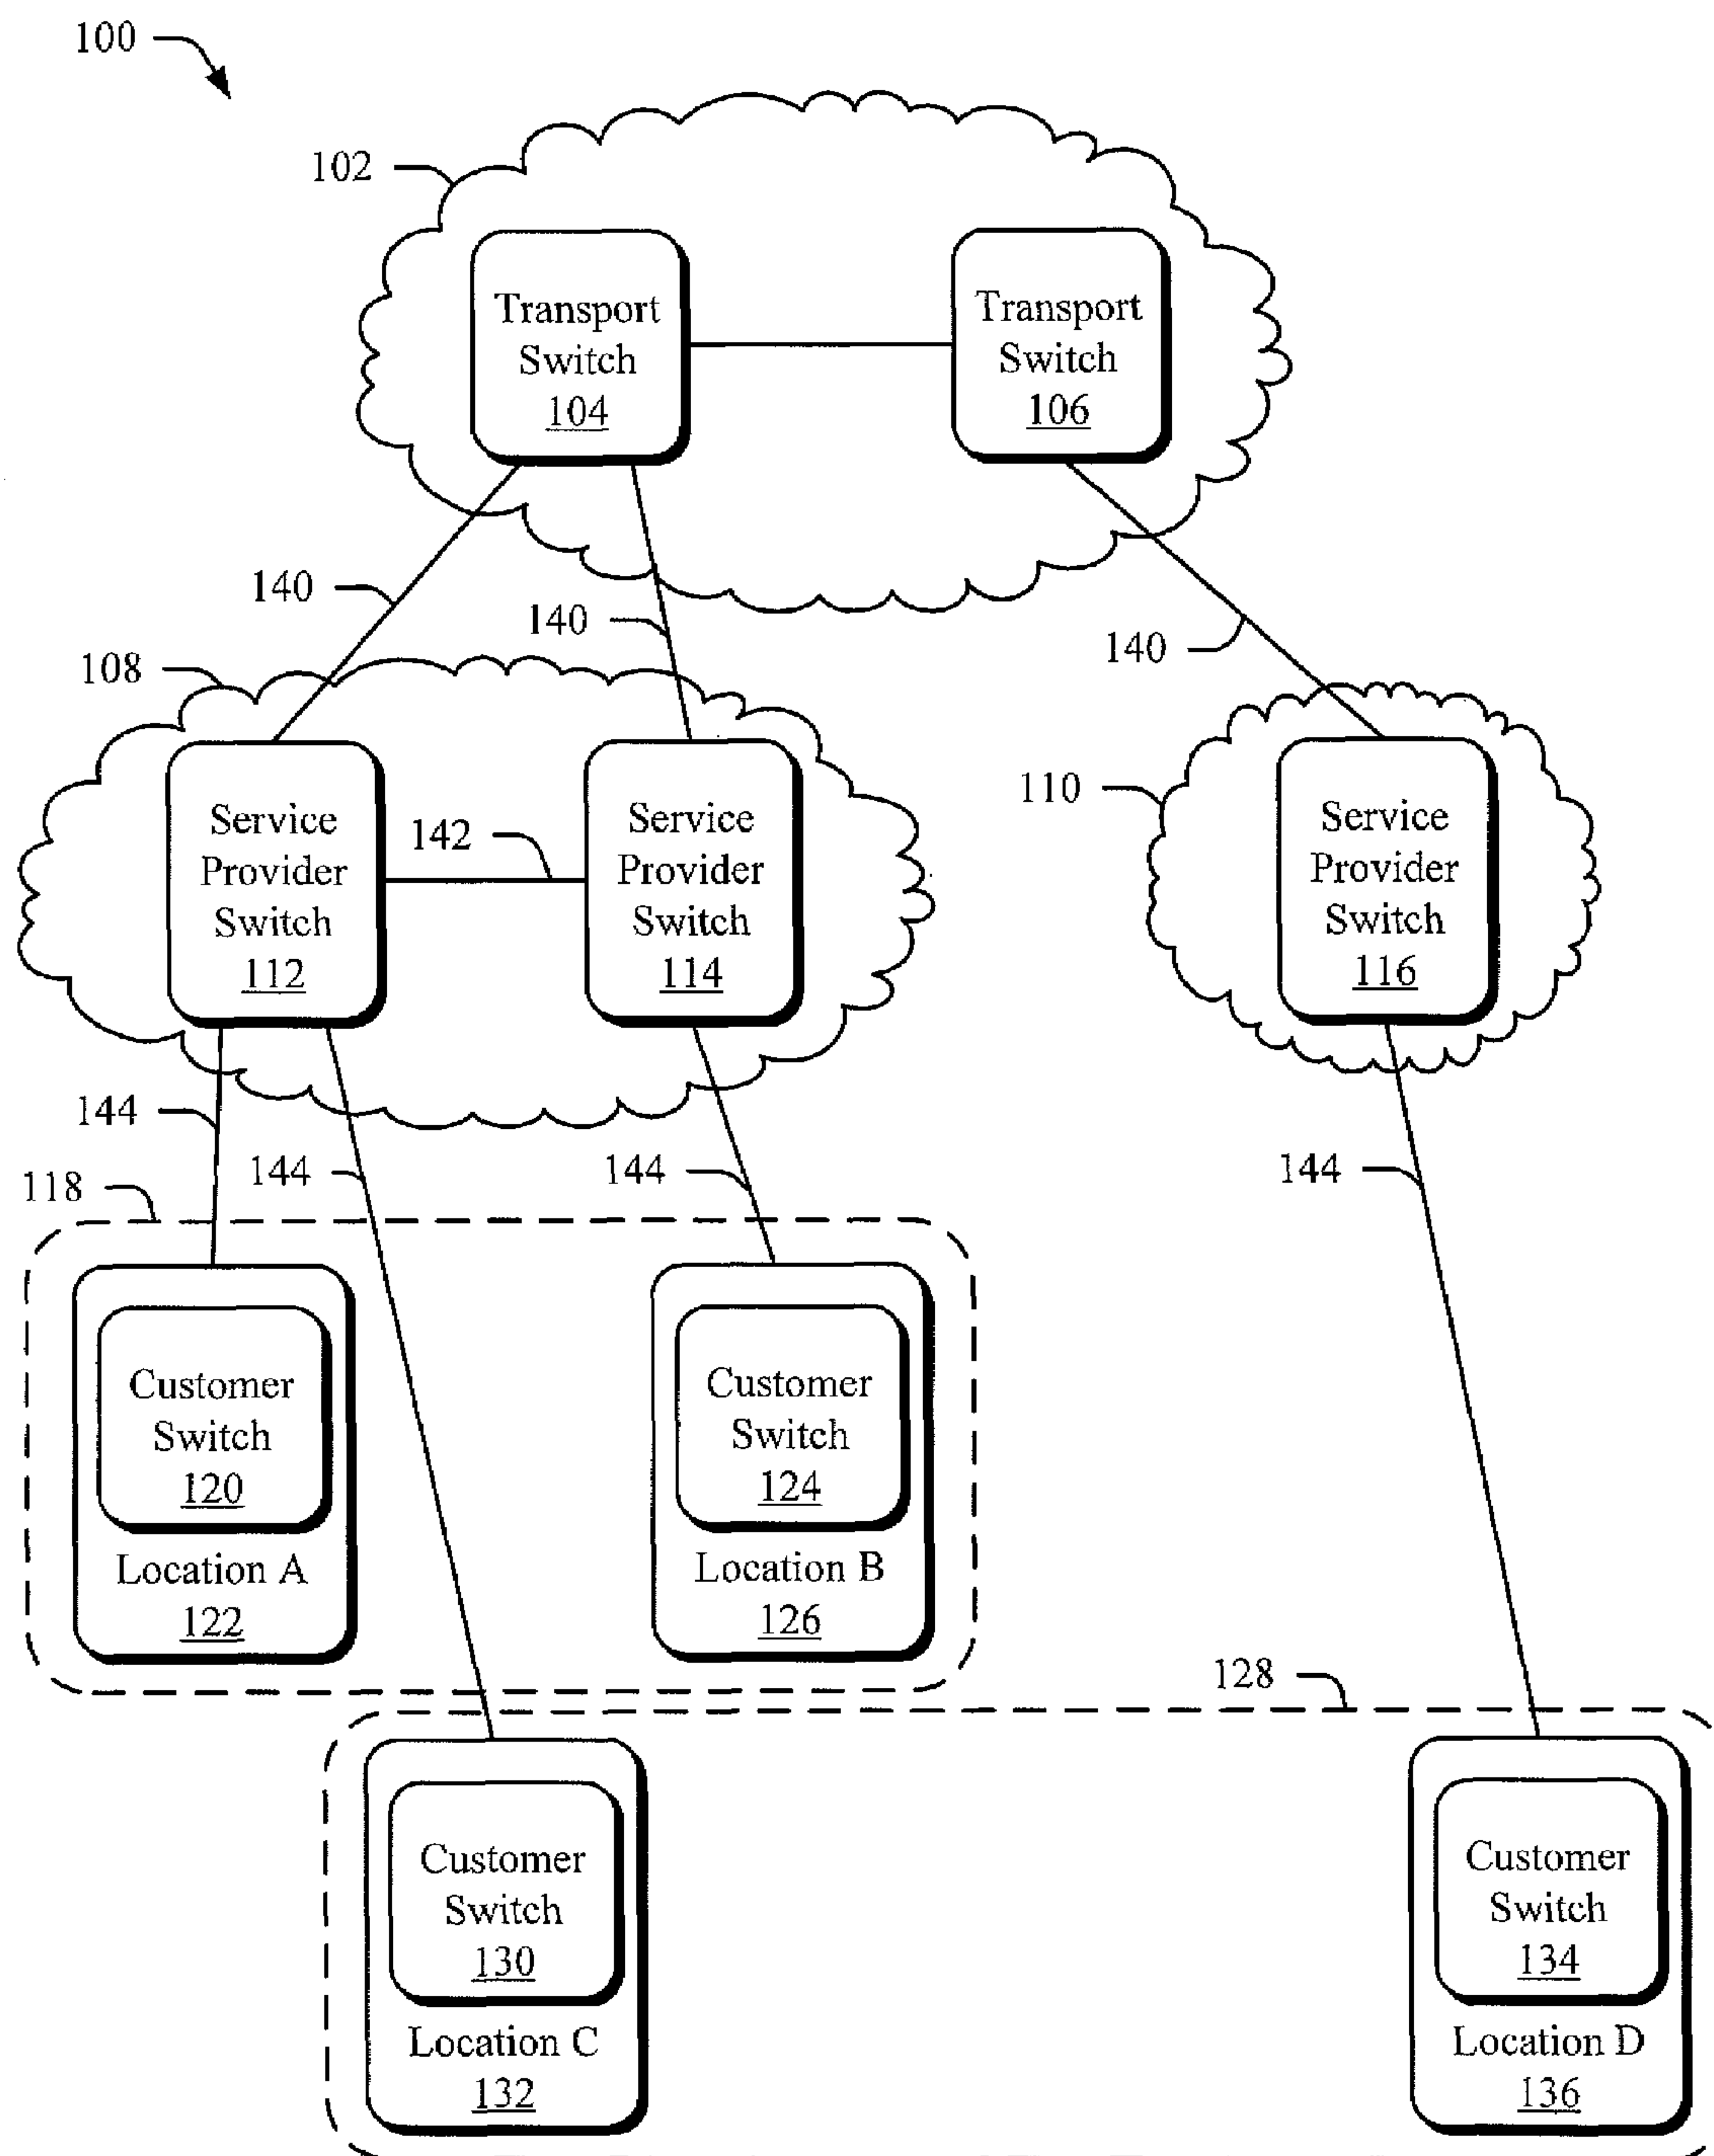 100
102
Transport
Switch
104
Transport
Switch
106
140
140
140
108
110
Service
Provider
Switch
112
142
Service
Provider
Switch
114
Service
Provider
Switch
116
144
144
144
144
118
Customer
Switch
120
Location A
122
Customer
Switch
124
Location B
126
128
Customer
Switch
130
Location C
132
Customer
Switch
134
Location D
136